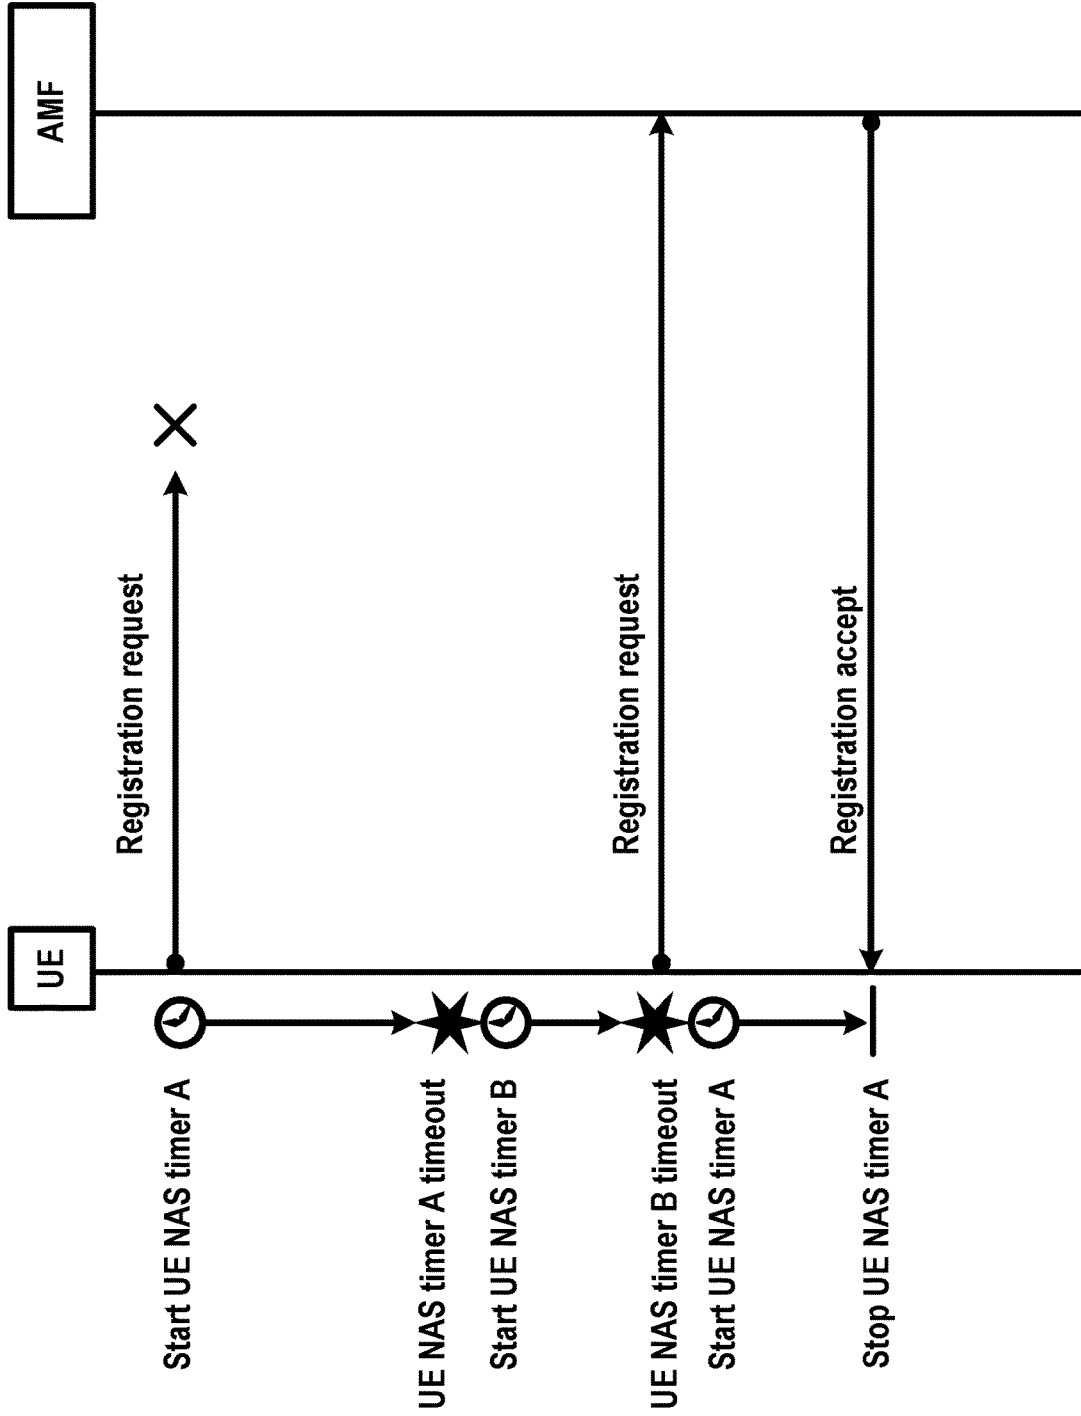 UE
AMF
Start UE NAS timer A
Registration request
UE NAS timer A timeout
Start UE NAS timer B
UE NAS timer B timeout
Registration request
Start UE NAS timer A
Registration accept
Stop UE NAS timer A